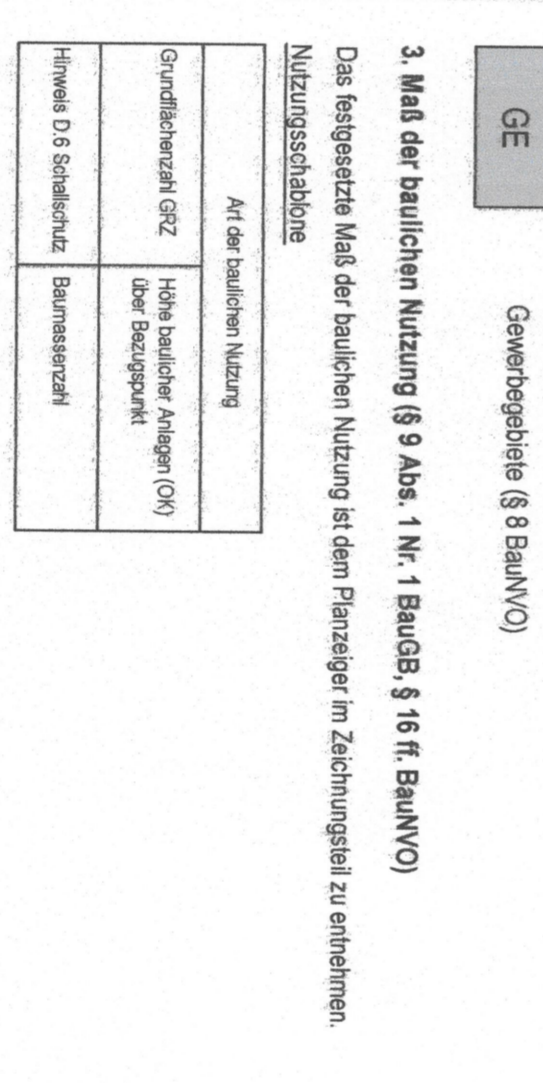 GE
Gewerbegebiete (§ 8 BauNVO)
3. Maß der baulichen Nutzung (§ 9 Abs. 1 Nr. 1 BauGB, § 16 ff. BauNVO)
Das festgesetzte Maß der baulichen Nutzung ist dem Planzeiger im Zeichnungsteil zu entnehmen.
Nutzungsschablone
Art der baulichen Nutzung
Grundflächenzahl GRZ
Höhe baulicher Anlagen (OK)
über Bezugspunkt
Hinweis D.6 Schallschutz
Baumassenzahl